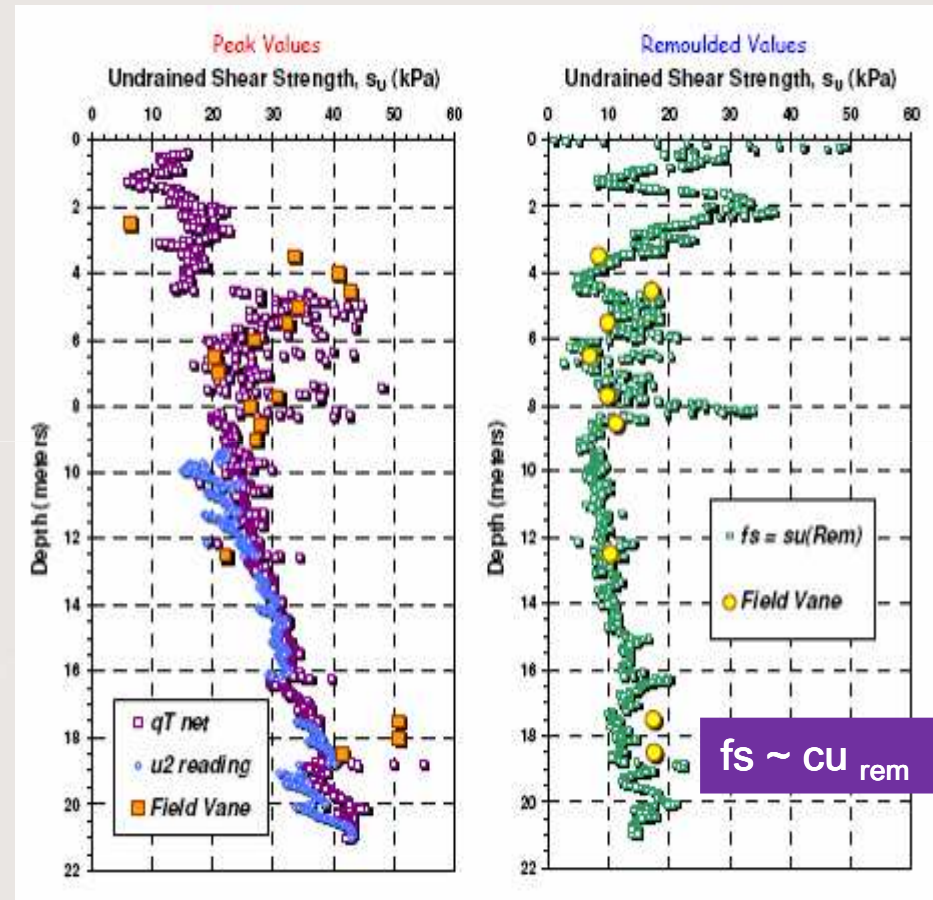 Peak Values
Undrained Shear Strength, sᵤ (kPa)
0 10 20 30 40 50 60
0
2
4
6
8
10
12
14
16
18
20
22
Depth (meters)
qT net
u2 reading
Field Vane
Remoulded Values
Undrained Shear Strength, sᵤ (kPa)
0 10 20 30 40 50 60
0
2
4
6
8
10
12
14
16
18
20
22
Depth (meters)
fs = su(Rem)
Field Vane
fs ~ cu rem